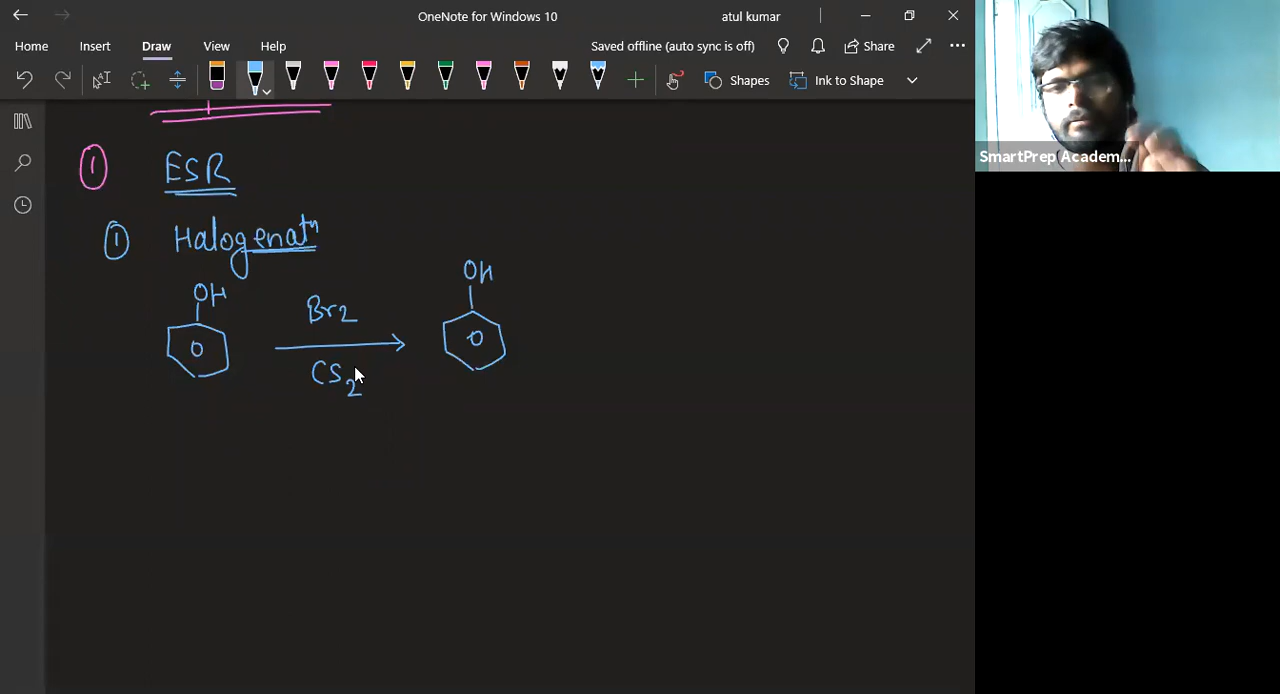 OneNote for Windows 10
atul kumar
Home Insert Draw View Help
Saved offline (auto sync is off)
Share
Shapes
Ink to Shape
SmartPrep Academ...
① ESR
① Halogenatⁿ
OH
Br2
CS2
OH